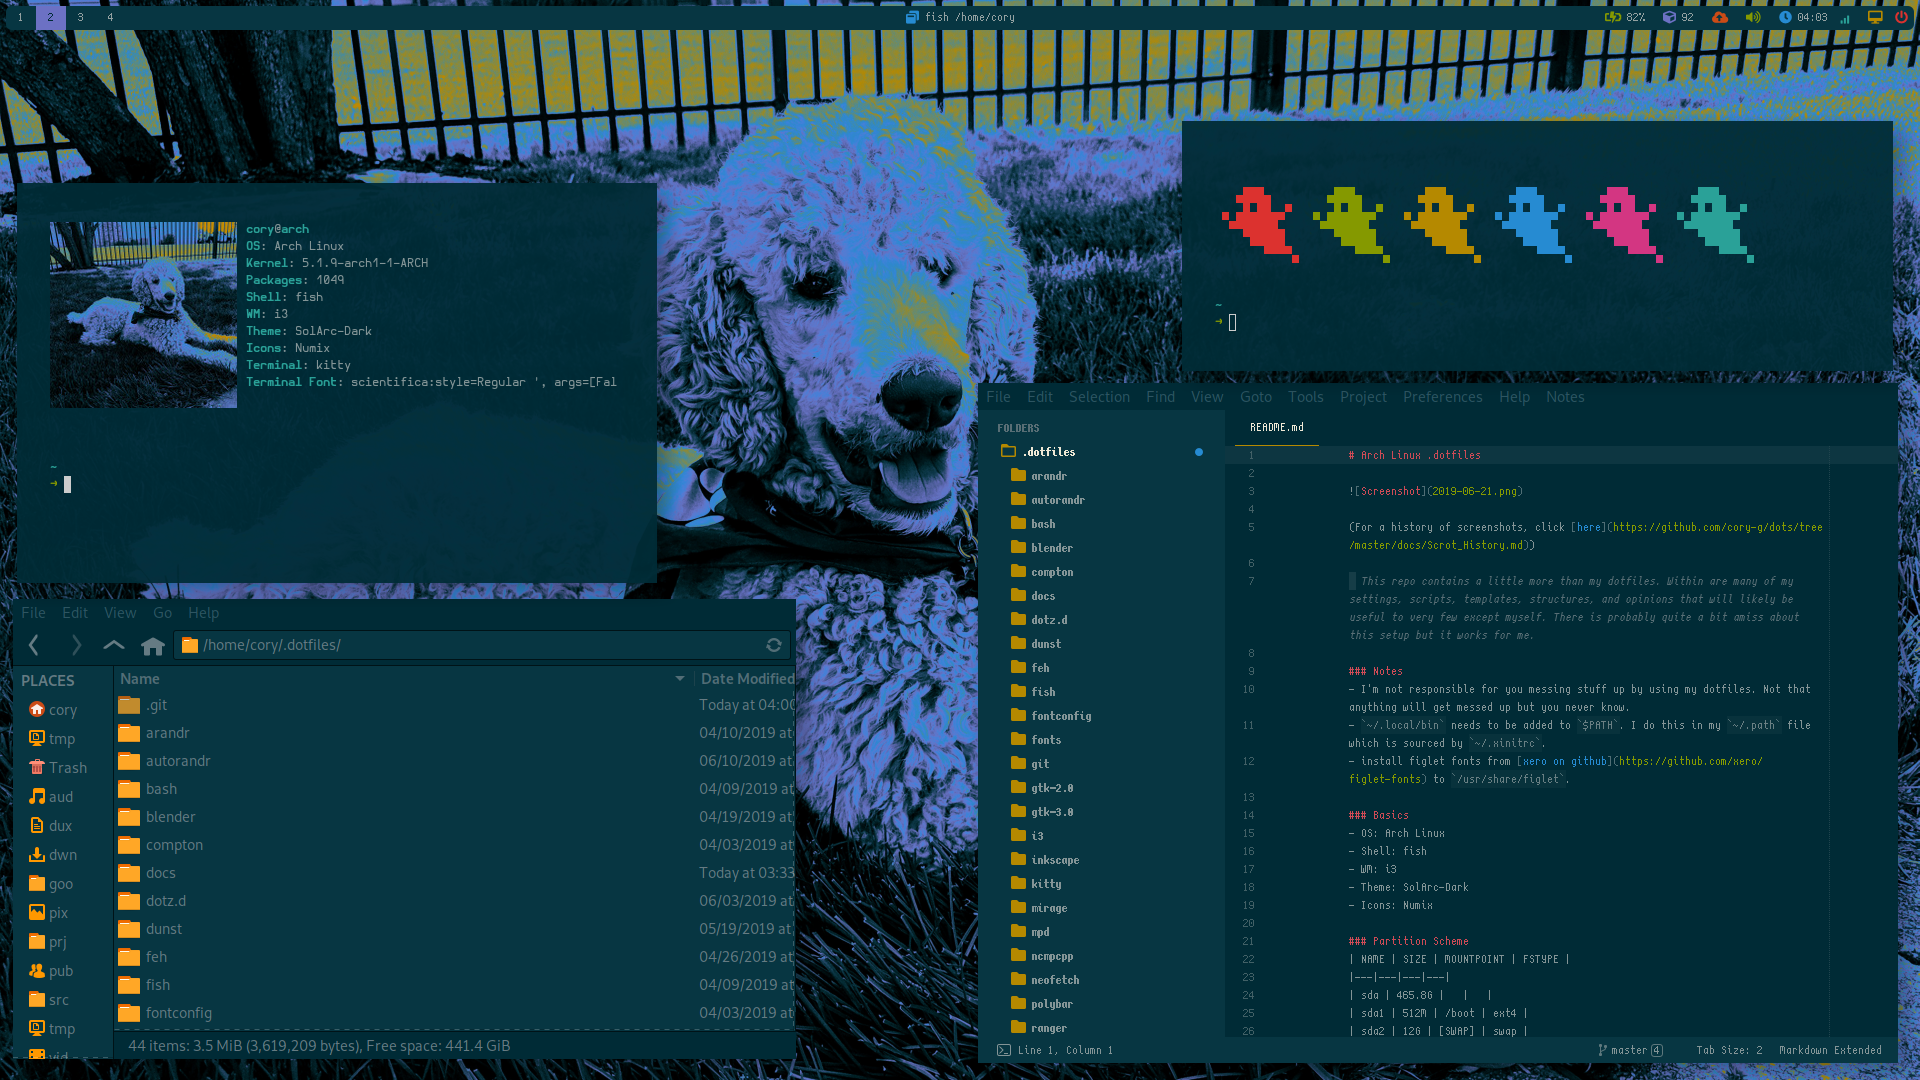 1 2 3 4
fish /home/cory
82% 92 04:03
cory@arch
OS: Arch Linux
Kernel: 5.1.9-arch1-1-ARCH
Packages: 1049
Shell: fish
WM: i3
Theme: SolArc-Dark
Icons: Numix
Terminal: kitty
Terminal Font: scientifica:style=Regular ', args=[Fal
~
→
~
→
File Edit View Go Help
/home/cory/.dotfiles/
PLACES
cory
tmp
Trash
aud
dux
dwn
goo
pix
prj
pub
src
tmp
vid
Name Date Modified
.git Today at 04:00
arandr 04/10/2019 at
autorandr 06/10/2019 at
bash 04/09/2019 at
blender 04/19/2019 at
compton 04/03/2019 at
docs Today at 03:33
dotz.d 06/03/2019 at
dunst 05/19/2019 at
feh 04/26/2019 at
fish 04/09/2019 at
fontconfig 04/03/2019 at
44 items: 3.5 MiB (3,619,209 bytes), Free space: 441.4 GiB
File Edit Selection Find View Goto Tools Project Preferences Help Notes
FOLDERS
.dotfiles
arandr
autorandr
bash
blender
compton
docs
dotz.d
dunst
feh
fish
fontconfig
fonts
git
gtk-2.0
gtk-3.0
i3
inkscape
kitty
mirage
mpd
ncmpcpp
neofetch
polybar
ranger
README.md
1 # Arch Linux .dotfiles
2
3 ![Screenshot](2019-06-21.png)
4
5 (For a history of screenshots, click [here](https://github.com/cory-g/dots/tree
/master/docs/Scrot_History.md))
6
7 This repo contains a little more than my dotfiles. Within are many of my
settings, scripts, templates, structures, and opinions that will likely be
useful to very few except myself. There is probably quite a bit amiss about
this setup but it works for me.
8
9 ### Notes
10 - I'm not responsible for you messing stuff up by using my dotfiles. Not that
anything will get messed up but you never know.
11 - `~/.local/bin` needs to be added to `$PATH`. I do this in my `~/.path` file
which is sourced by `~/.xinitrc`.
12 - install figlet fonts from [xero on github](https://github.com/xero/
figlet-fonts) to `/usr/share/figlet`.
13
14 ### Basics
15 - OS: Arch Linux
16 - Shell: fish
17 - WM: i3
18 - Theme: SolArc-Dark
19 - Icons: Numix
20
21 ### Partition Scheme
22 | NAME | SIZE | MOUNTPOINT | FSTYPE |
23 |---|---|---|---|
24 | sda | 465.8G | | |
25 | sda1 | 512M | /boot | ext4 |
26 | sda2 | 12G | [SWAP] | swap |
Line 1, Column 1
master 4 Tab Size: 2 Markdown Extended